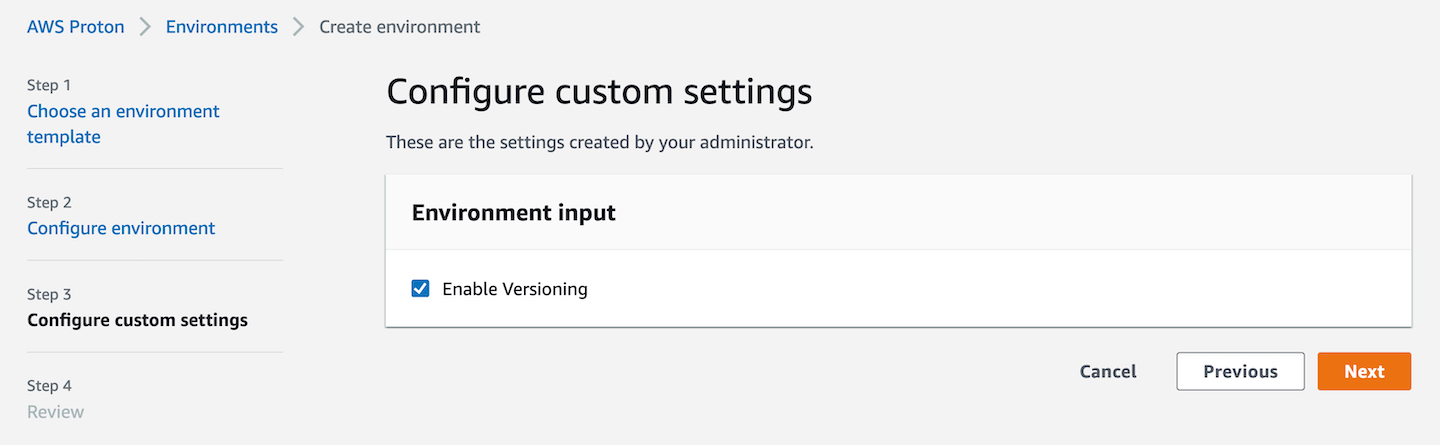 AWS Proton > Environments > Create environment
Step 1
Choose an environment
template
Step 2
Configure environment
Step 3
Configure custom settings
Step 4
Review
Configure custom settings
These are the settings created by your administrator.
Environment input
Enable Versioning
Cancel Previous Next